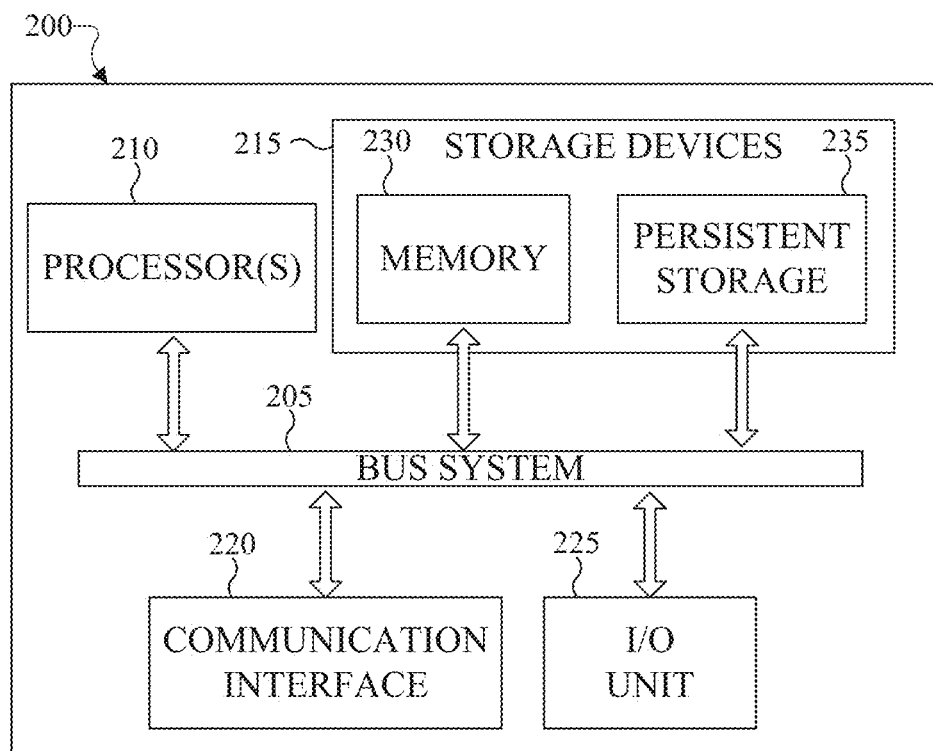 200
210
215
230
STORAGE DEVICES
235
PROCESSOR(S)
MEMORY
PERSISTENT
STORAGE
205
BUS SYSTEM
220
COMMUNICATION
INTERFACE
225
I/O
UNIT